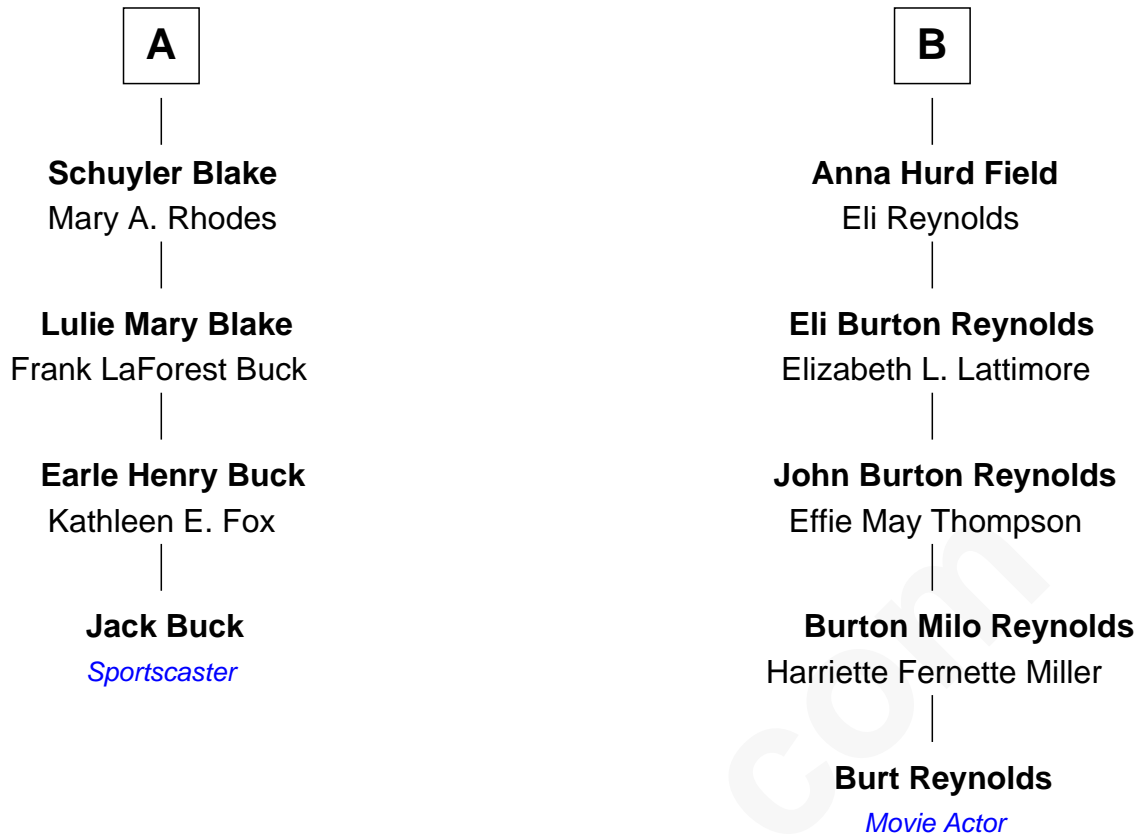 A
Schuyler Blake
Mary A. Rhodes
Lulie Mary Blake
Frank LaForest Buck
Earle Henry Buck
Kathleen E. Fox
Jack Buck
Sportscaster
B
Anna Hurd Field
Eli Reynolds
Eli Burton Reynolds
Elizabeth L. Lattimore
John Burton Reynolds
Effie May Thompson
Burton Milo Reynolds
Harriette Fernette Miller
Burt Reynolds
Movie Actor
com